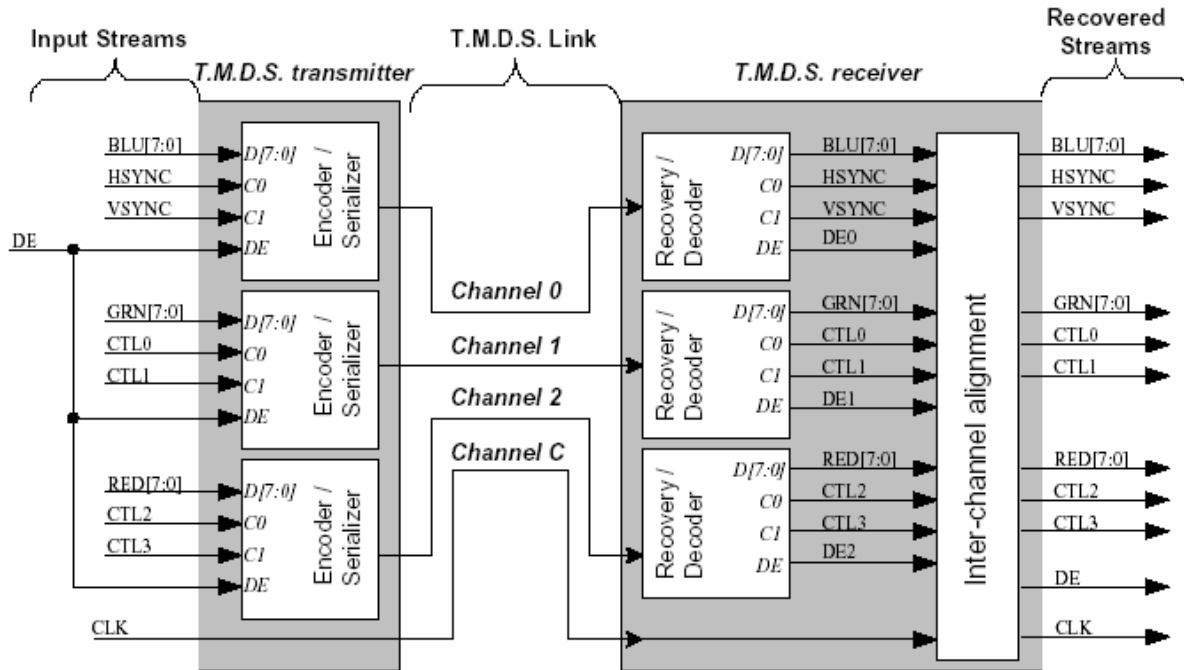 Input Streams
T.M.D.S. Link
Recovered
Streams
T.M.D.S. transmitter
T.M.D.S. receiver
BLU[7:0]
HSYNC
VSYNC
DE
D[7:0]
C0
C1
DE
Encoder /
Serializer
GRN[7:0]
CTL0
CTL1
D[7:0]
C0
C1
DE
Encoder /
Serializer
RED[7:0]
CTL2
CTL3
D[7:0]
C0
C1
DE
Encoder /
Serializer
CLK
Channel 0
Channel 1
Channel 2
Channel C
Recovery /
Decoder
D[7:0]
C0
C1
DE
BLU[7:0]
HSYNC
VSYNC
DE0
Recovery /
Decoder
D[7:0]
C0
C1
DE
GRN[7:0]
CTL0
CTL1
DE1
Recovery /
Decoder
D[7:0]
C0
C1
DE
RED[7:0]
CTL2
CTL3
DE2
Inter-channel alignment
BLU[7:0]
HSYNC
VSYNC
GRN[7:0]
CTL0
CTL1
RED[7:0]
CTL2
CTL3
DE
CLK